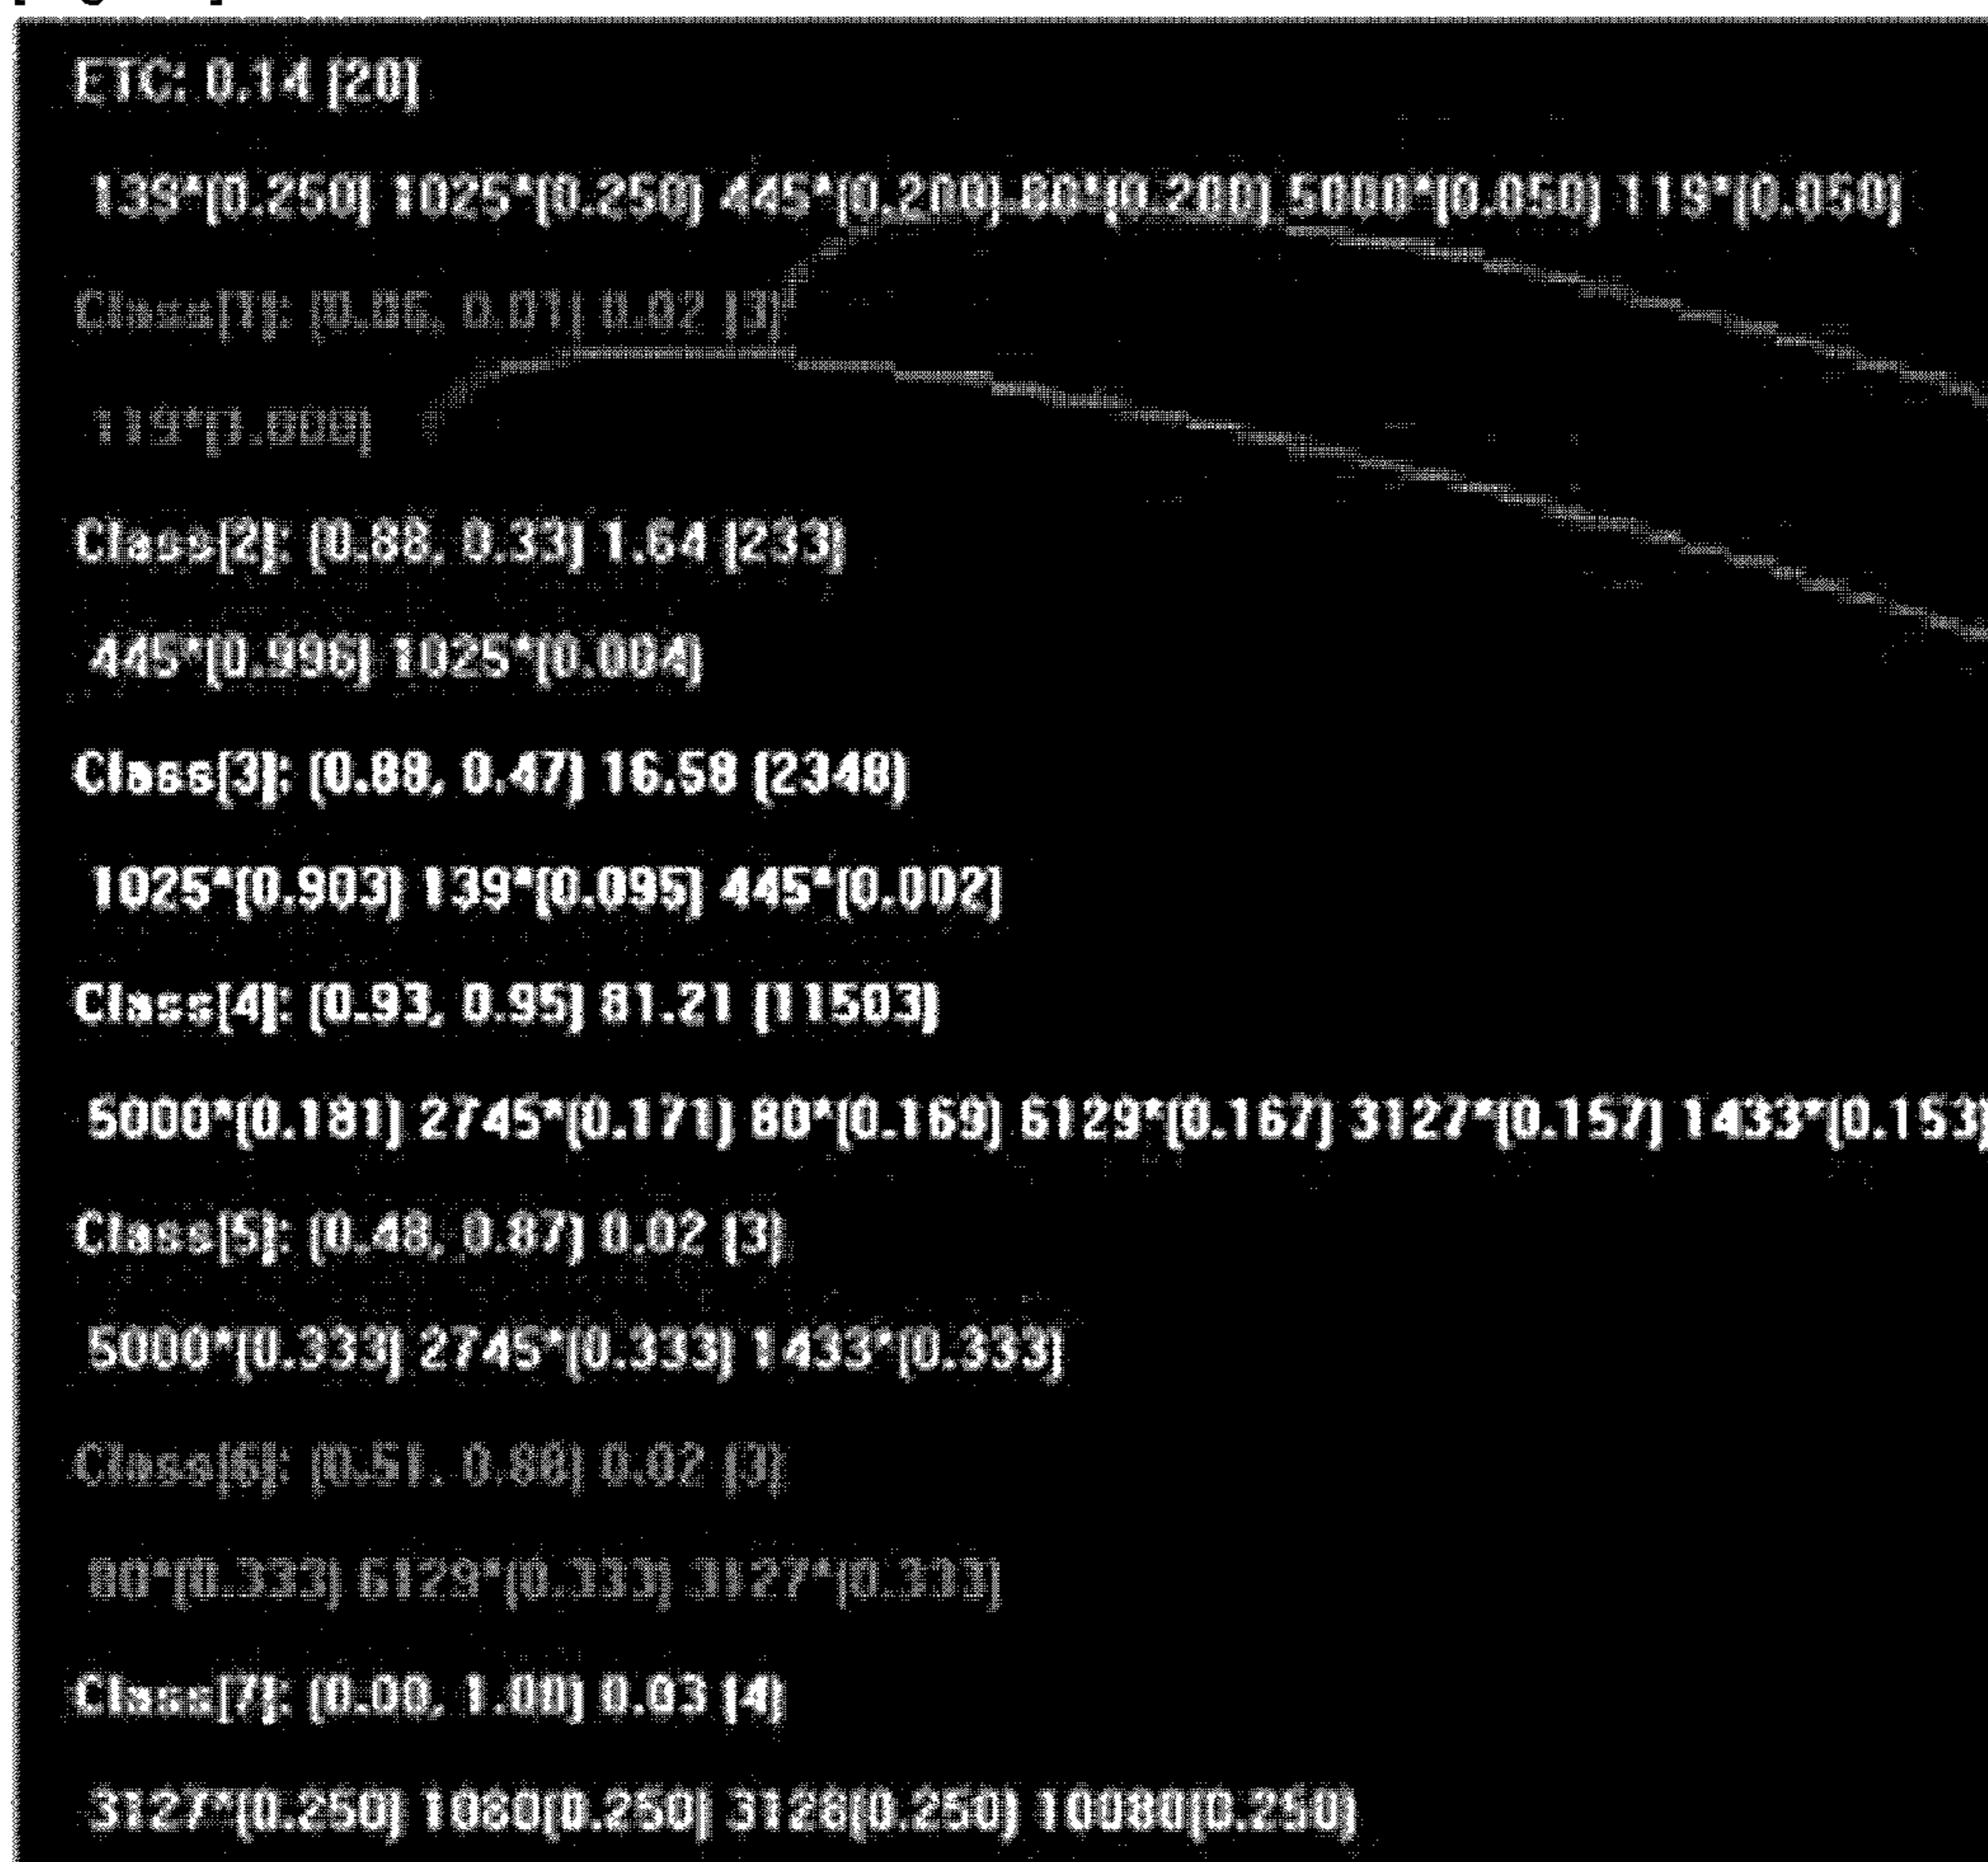 ETC: 0.14 (20)
139*(0.250) 1025*(0.250) 445*(0.200) 80*(0.200) 5000*(0.050) 119*(0.050)
Class[1]: (0.06, 0.01) 0.02 (3)
119*(1.000)
Class[2]: (0.88, 0.33) 1.64 (233)
445*(0.996) 1025*(0.004)
Class[3]: (0.88, 0.47) 16.58 (2348)
1025*(0.903) 139*(0.095) 445*(0.002)
Class[4]: (0.93, 0.95) 81.21 (11503)
5000*(0.181) 2745*(0.171) 80*(0.169) 6129*(0.167) 3127*(0.157) 1433*(0.153)
Class[5]: (0.48, 0.87) 0.02 (3)
5000*(0.333) 2745*(0.333) 1433*(0.333)
Class[6]: (0.51, 0.80) 0.02 (3)
80*(0.333) 6129*(0.333) 3127*(0.333)
Class[7]: (0.00, 1.00) 0.03 (4)
3127*(0.250) 1080(0.250) 3128(0.250) 10080(0.250)